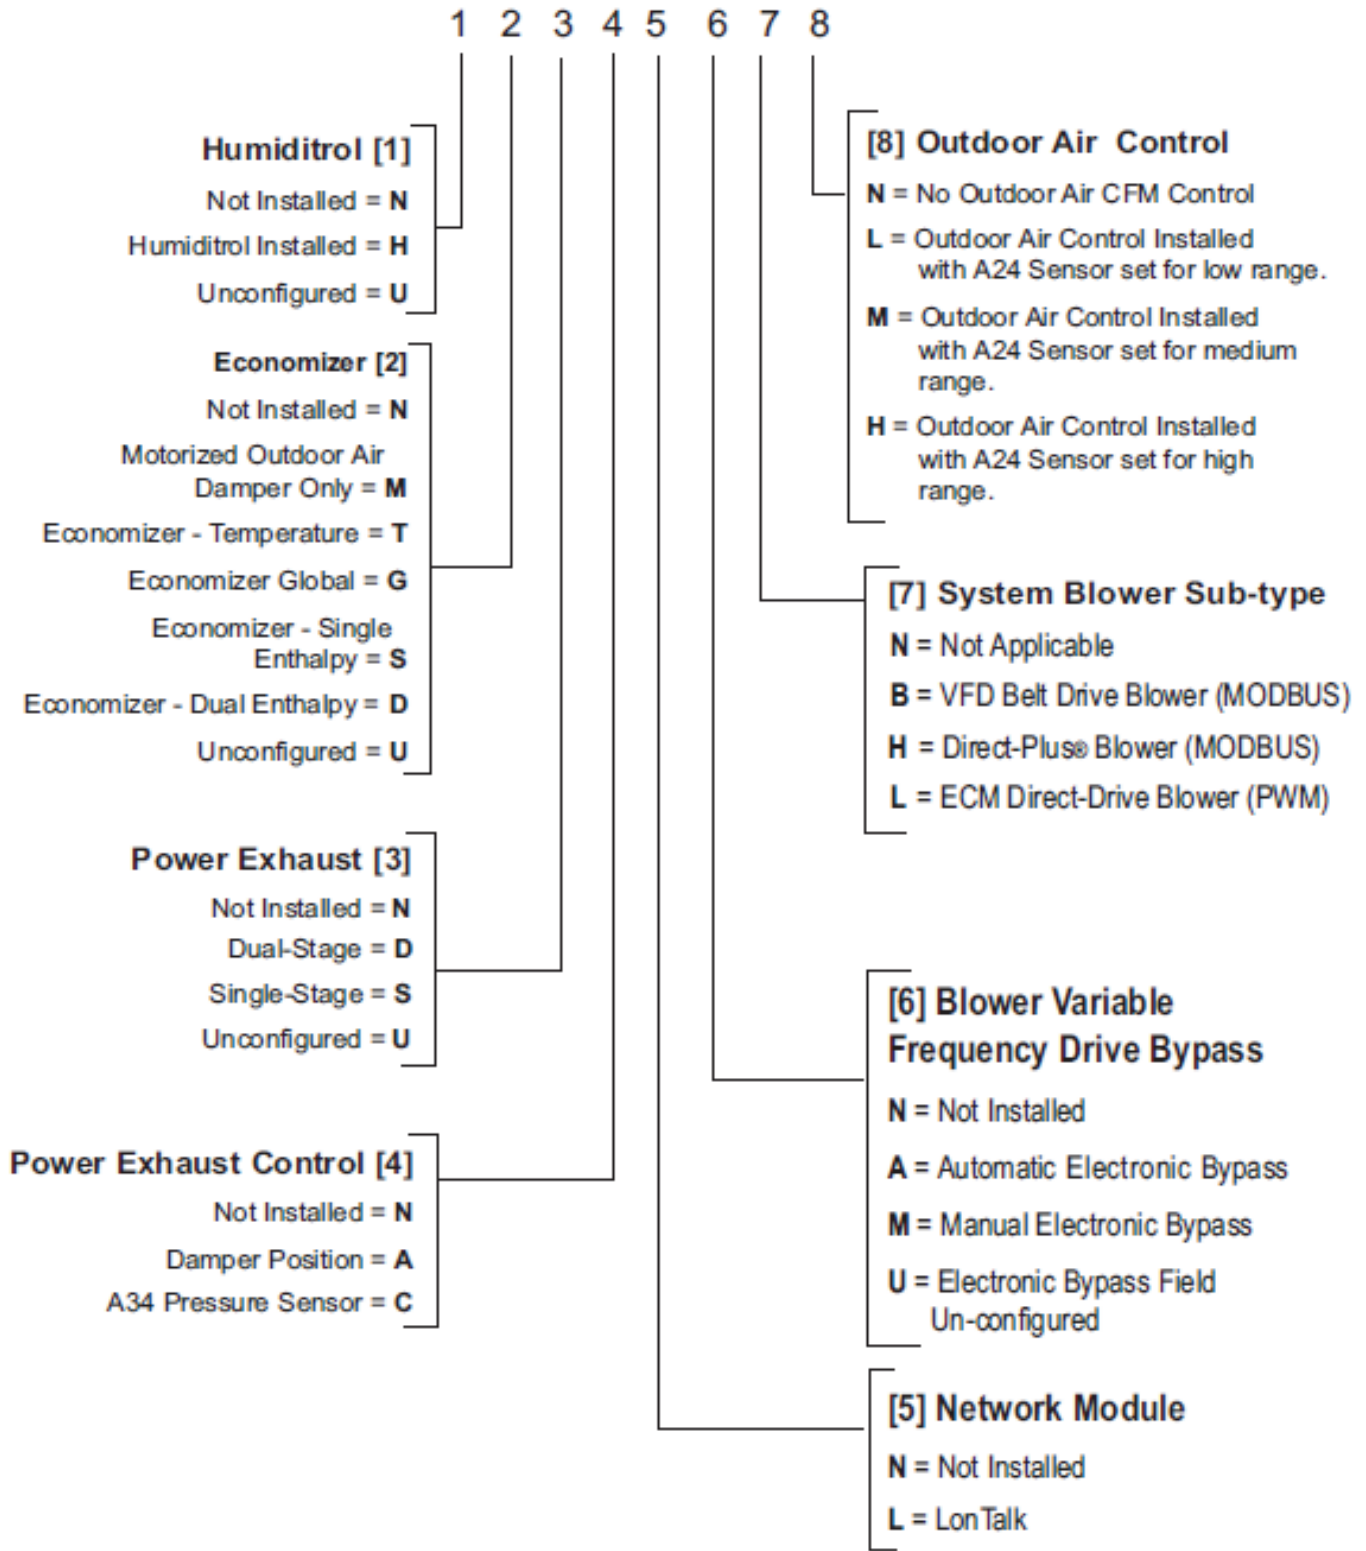 1 2 3 4 5 6 7 8
Humiditrol [1]
Not Installed = N
Humiditrol Installed = H
Unconfigured = U
Economizer [2]
Not Installed = N
Motorized Outdoor Air
Damper Only = M
Economizer - Temperature = T
Economizer Global = G
Economizer - Single
Enthalpy = S
Economizer - Dual Enthalpy = D
Unconfigured = U
Power Exhaust [3]
Not Installed = N
Dual-Stage = D
Single-Stage = S
Unconfigured = U
Power Exhaust Control [4]
Not Installed = N
Damper Position = A
A34 Pressure Sensor = C
[8] Outdoor Air Control
N = No Outdoor Air CFM Control
L = Outdoor Air Control Installed
with A24 Sensor set for low range.
M = Outdoor Air Control Installed
with A24 Sensor set for medium
range.
H = Outdoor Air Control Installed
with A24 Sensor set for high
range.
[7] System Blower Sub-type
N = Not Applicable
B = VFD Belt Drive Blower (MODBUS)
H = Direct-Plus® Blower (MODBUS)
L = ECM Direct-Drive Blower (PWM)
[6] Blower Variable
Frequency Drive Bypass
N = Not Installed
A = Automatic Electronic Bypass
M = Manual Electronic Bypass
U = Electronic Bypass Field
Un-configured
[5] Network Module
N = Not Installed
L = LonTalk